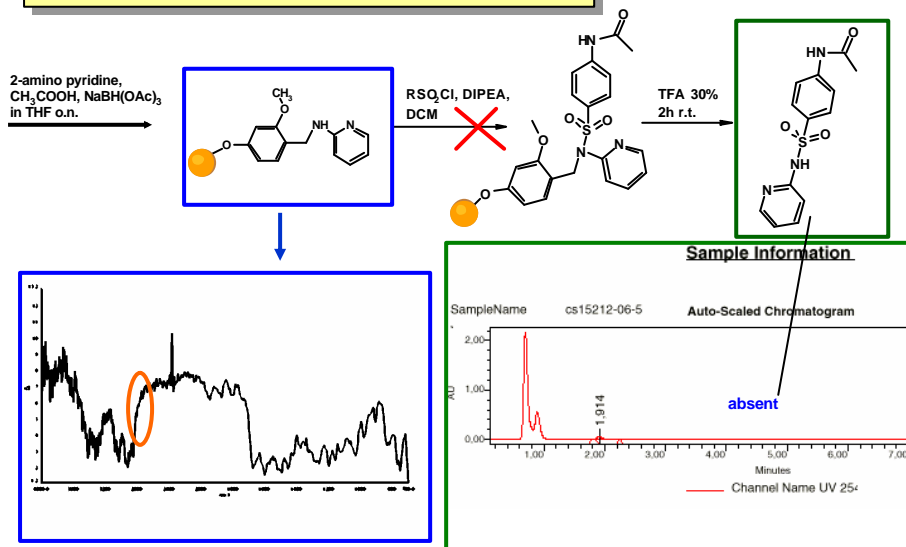 2-amino pyridine,
CH3COOH, NaBH(OAc)3
in THF o.n.
CH3
O
O
NH
N
RSO2Cl, DIPEA,
DCM
O
HN
O
O
S
N
N
O
O
TFA 30%
2h r.t.
O
HN
O
O
S
NH
N
Sample Information
SampleName cs15212-06-5 Auto-Scaled Chromatogram
AU
2,00
1,00
0,00
1,914
absent
1,00 2,00 3,00 4,00 5,00 6,00 7,00
Minutes
Channel Name UV 254